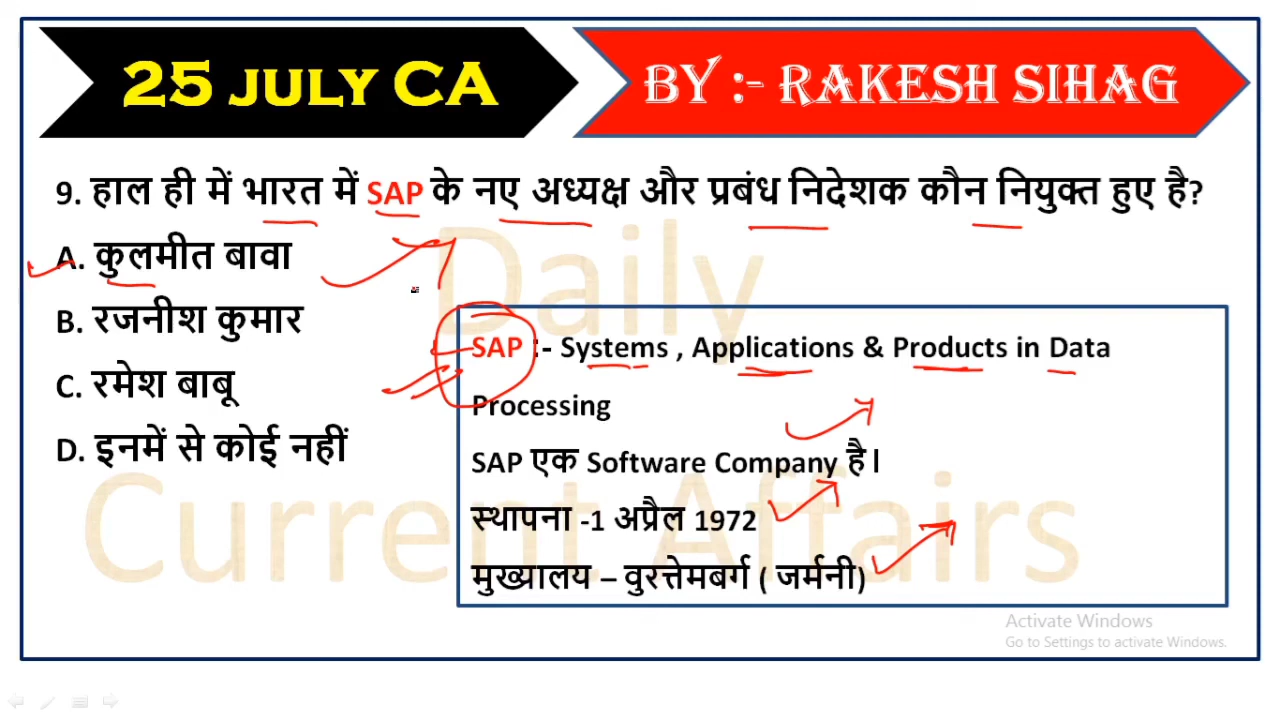 25 JULY CA
BY :- RAKESH SIHAG
9. हाल ही में भारत में SAP के नए अध्यक्ष और प्रबंध निदेशक कौन नियुक्त हुए है?
A. कुलमीत बावा
B. रजनीश कुमार
C. रमेश बाबू
D. इनमें से कोई नहीं
SAP :- Systems , Applications & Products in Data
Processing
SAP एक Software Company है।
स्थापना -1 अप्रैल 1972
मुख्यालय – वुरत्तेमबर्ग ( जर्मनी)
Daily
Current Affairs
Activate Windows
Go to Settings to activate Windows.